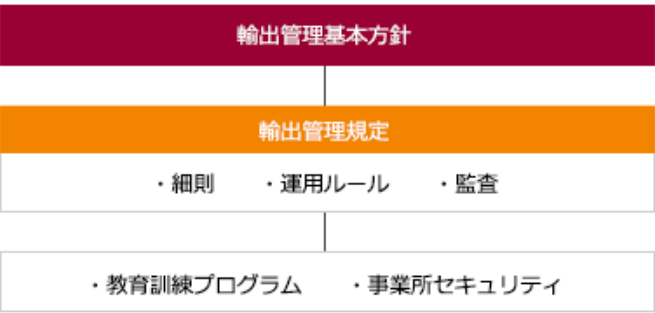 輸出管理基本方針
輸出管理規定
・細則 ・運用ルール ・監査
・教育訓練プログラム ・事業所セキュリティ